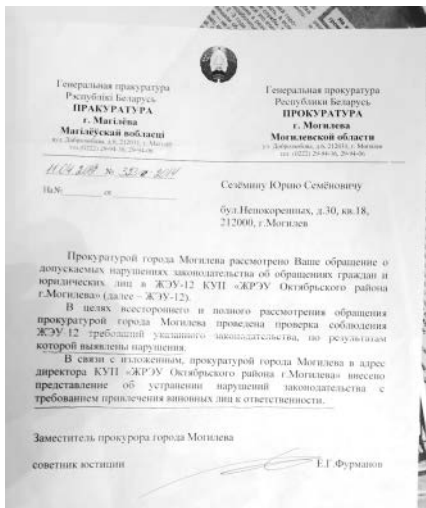 Генеральная пракуратура
Рэспублікі Беларусь
ПРАКУРАТУРА
г. Магілёва
Магілёўскай вобласці
Генеральная прокуратура
Республики Беларусь
ПРОКУРАТУРА
г. Могилева
Могилевской области
№
На № от
Сезёмину Юрию Семёновичу
бул.Непокоренных, д.30, кв.18,
212000, г.Могилев
Прокуратурой города Могилева рассмотрено Ваше обращение о
допускаемых нарушениях законодательства об обращениях граждан и
юридических лиц в ЖЭУ-12 КУП «ЖРЭУ Октябрьского района
г.Могилева» (далее – ЖЭУ-12).
В целях всестороннего и полного рассмотрения обращения
прокуратурой города Могилева проведена проверка соблюдения
ЖЭУ-12 требований указанного законодательства, по результатам
которой выявлены нарушения.
В связи с изложенным, прокуратурой города Могилева в адрес
директора КУП «ЖРЭУ Октябрьского района г.Могилева» внесено
представление об устранении нарушений законодательства с
требованием привлечения виновных лиц к ответственности.
Заместитель прокурора города Могилева
советник юстиции
Е.Г.Фурманов